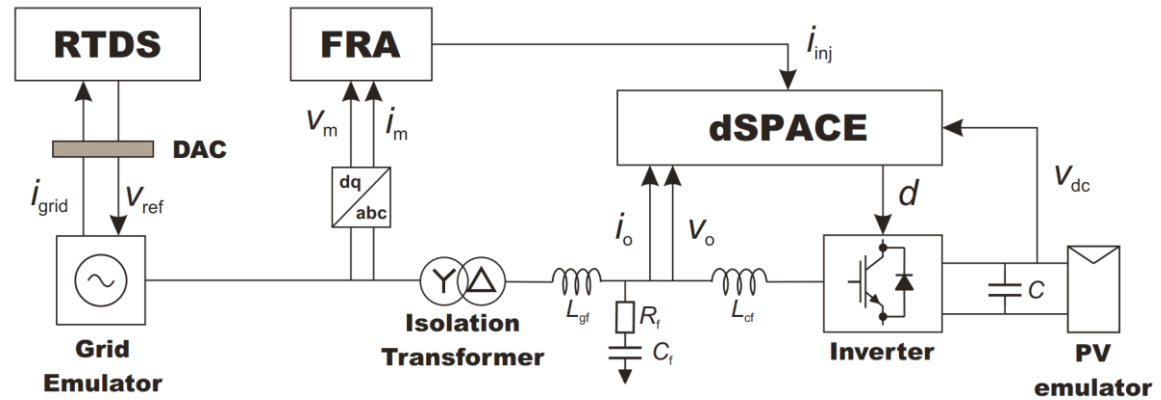 RTDS
FRA
i_inj
dSPACE
v_m
i_m
DAC
i_grid
v_ref
dq
abc
i_o
v_o
d
v_dc
L_gf
L_cf
R_f
C_f
C
Isolation
Transformer
Grid
Emulator
Inverter
PV
emulator